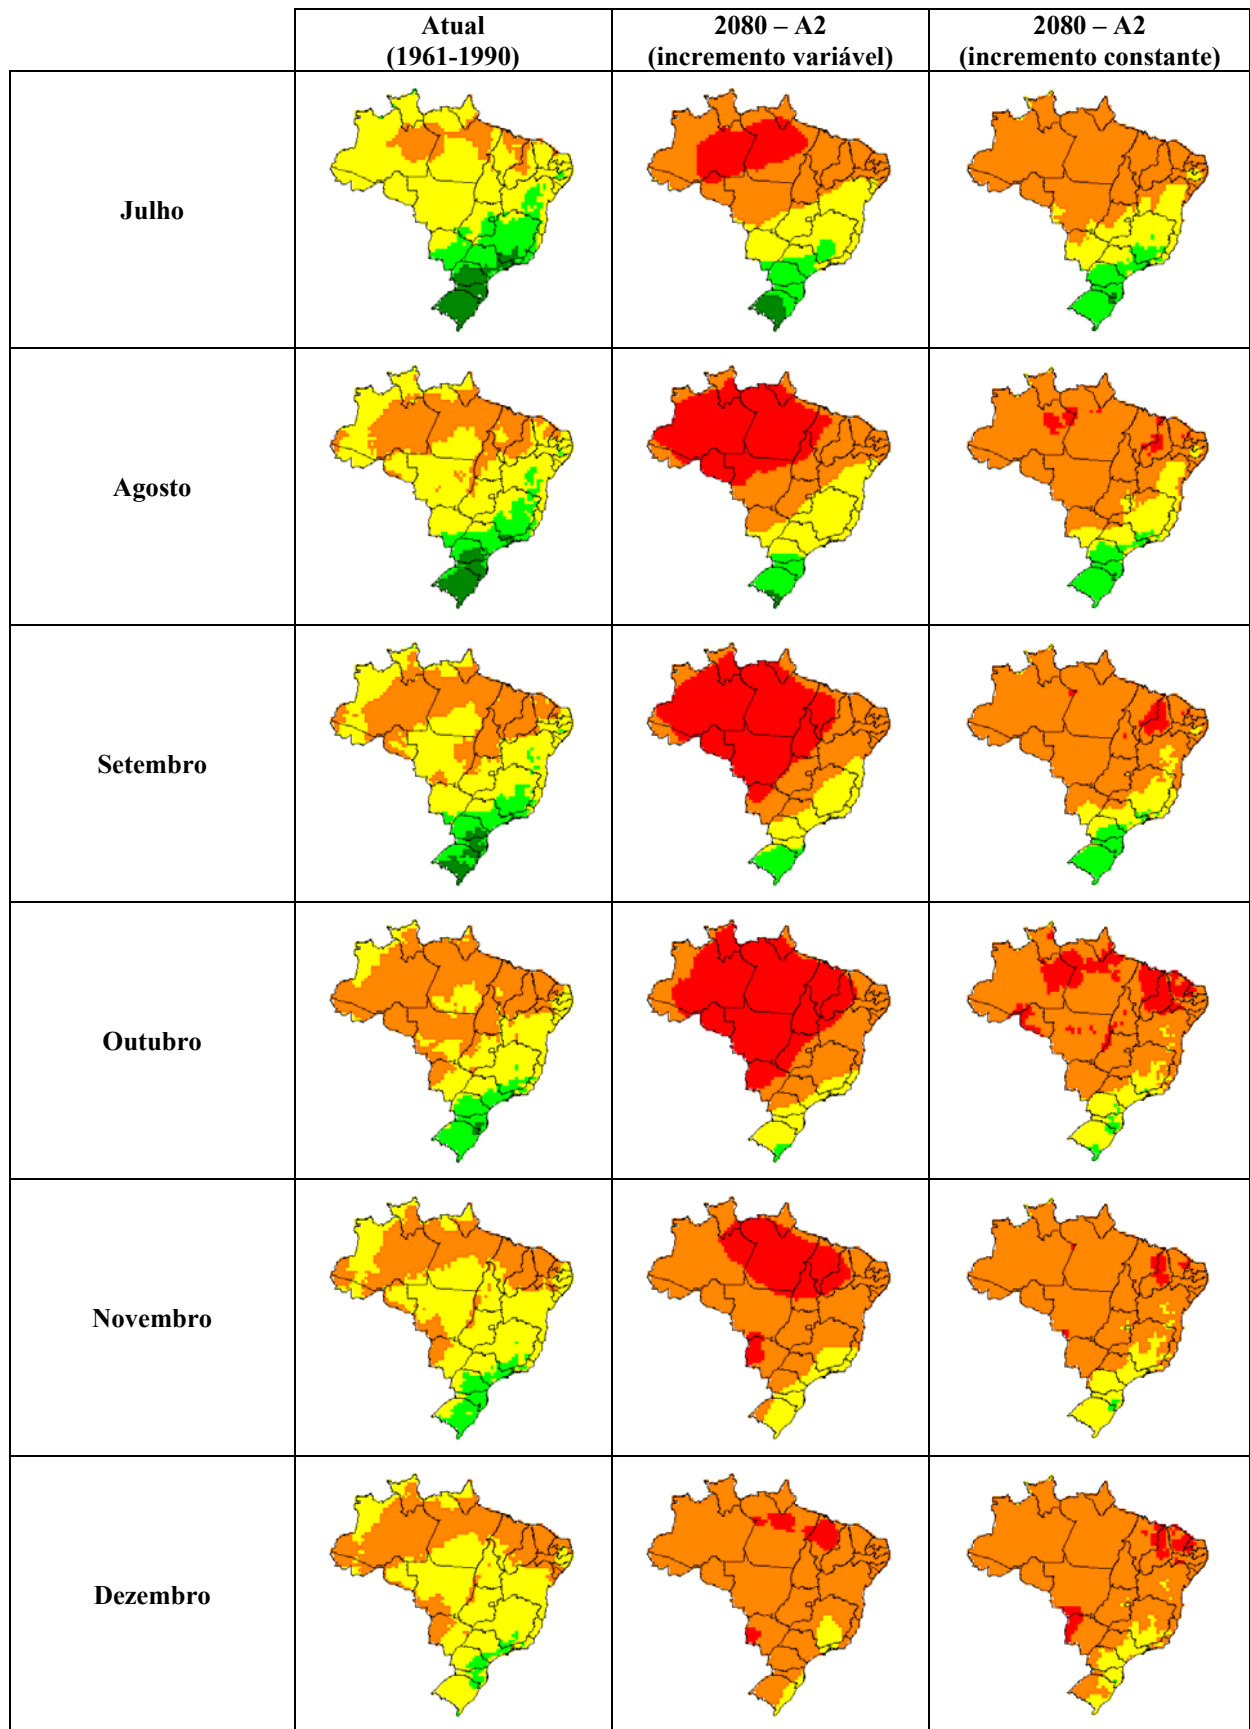 Atual
(1961-1990)
2080 – A2
(incremento variável)
2080 – A2
(incremento constante)
Julho
Agosto
Setembro
Outubro
Novembro
Dezembro